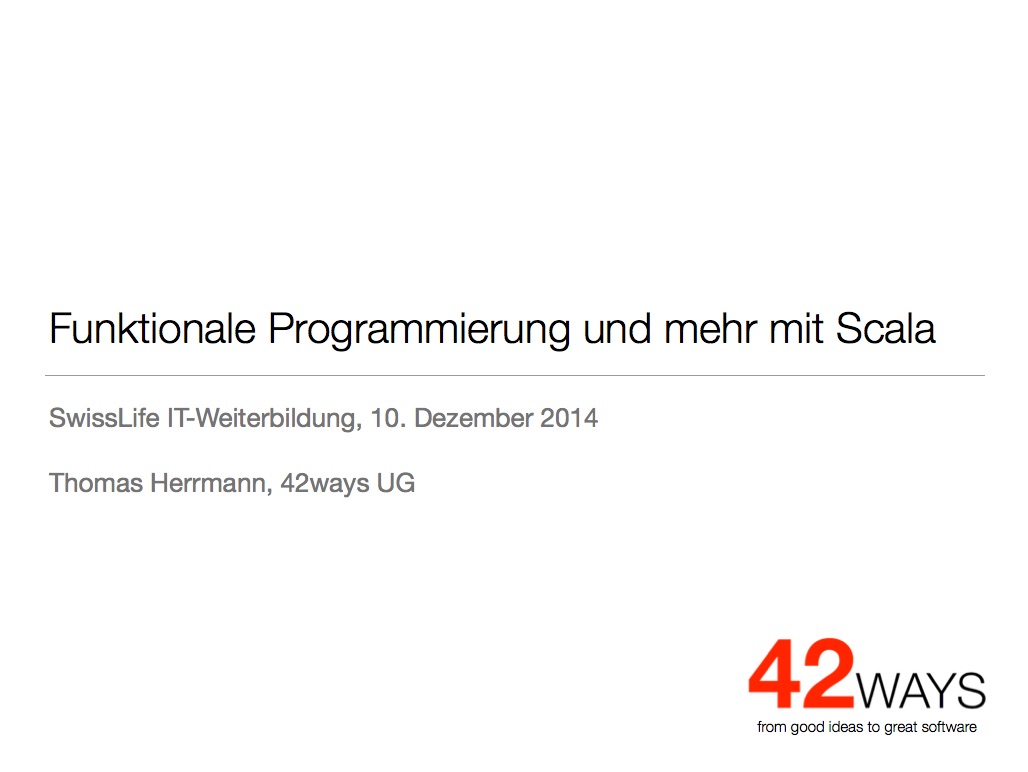 Funktionale Programmierung und mehr mit Scala
SwissLife IT-Weiterbildung, 10. Dezember 2014
Thomas Herrmann, 42ways UG
42WAYS
from good ideas to great software